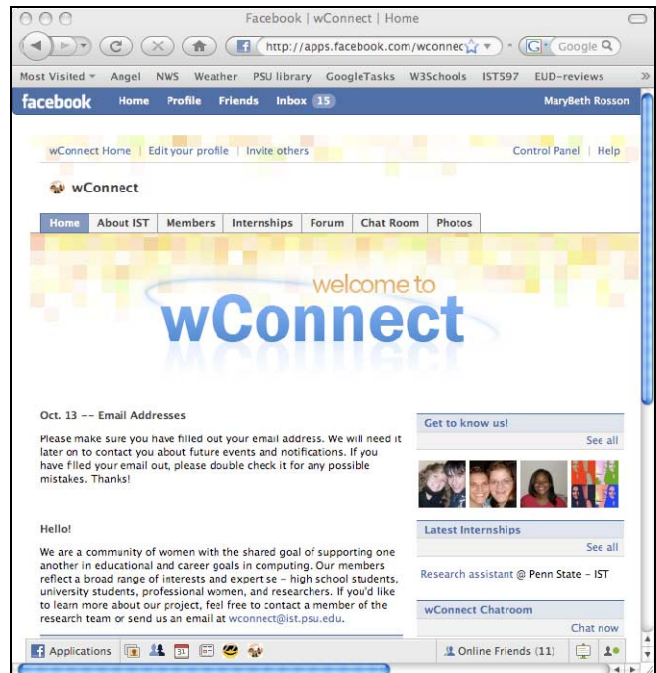 Facebook | wConnect | Home
http://apps.facebook.com/wconnec
Google
Most Visited Angel NWS Weather PSU library GoogleTasks W3Schools IST597 EUD-reviews »
facebook Home Profile Friends Inbox 15 MaryBeth Rosson
wConnect Home | Edit your profile | Invite others Control Panel | Help
wConnect
Home About IST Members Internships Forum Chat Room Photos
welcome to
wConnect
Oct. 13 -- Email Addresses
Please make sure you have filled out your email address. We will need it
later on to contact you about future events and notifications. If you
have filled your email out, please double check it for any possible
mistakes. Thanks!
Hello!
We are a community of women with the shared goal of supporting one
another in educational and career goals in computing. Our members
reflect a broad range of interests and expertise – high school students,
university students, professional women, and researchers. If you'd like
to learn more about our project, feel free to contact a member of the
research team or send us an email at wconnect@ist.psu.edu.
Get to know us!
See all
Latest Internships
See all
Research assistant @ Penn State – IST
wConnect Chatroom
Chat now
Applications 31 Online Friends (11)